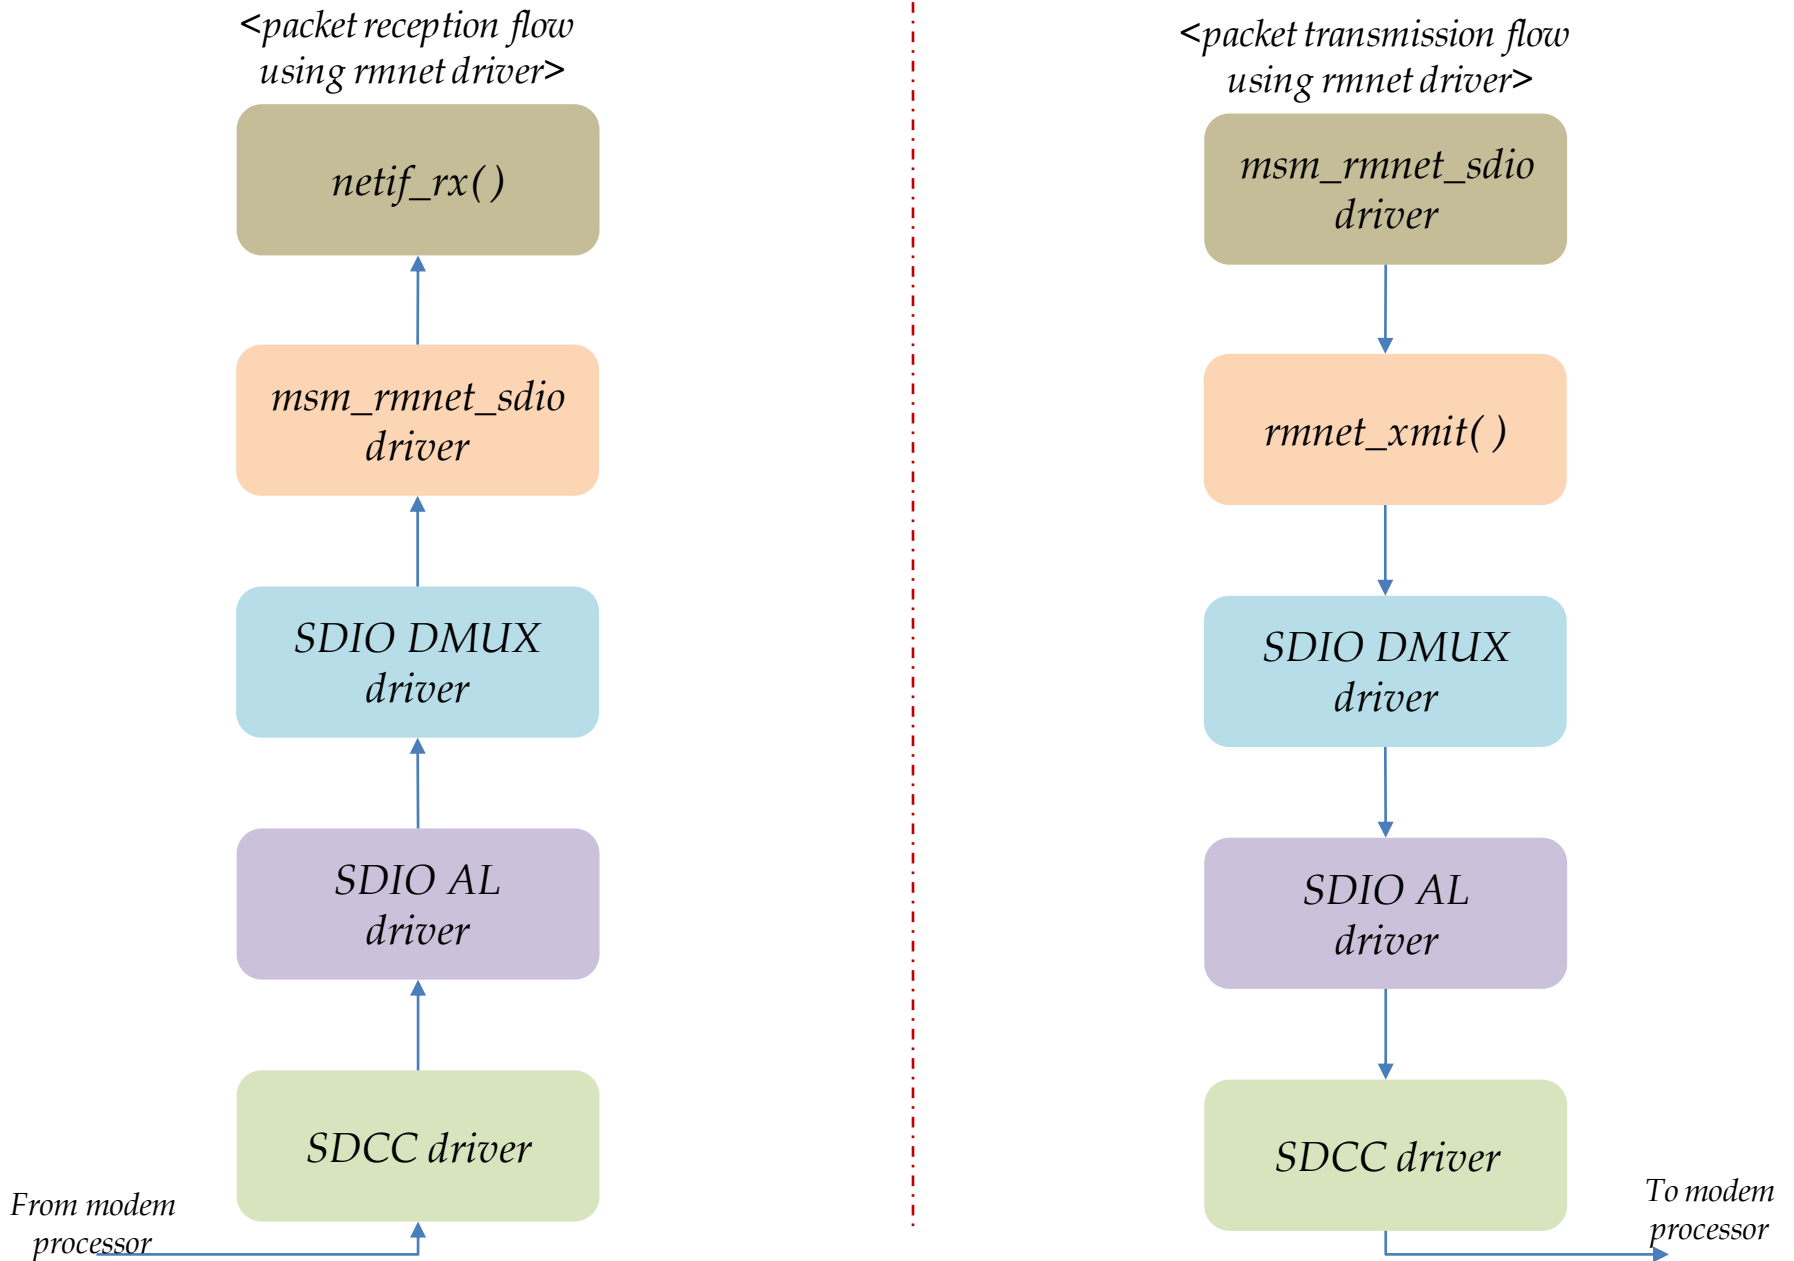 <packet reception flow
using rmnet driver>
netif_rx( )
msm_rmnet_sdio
driver
SDIO DMUX
driver
SDIO AL
driver
SDCC driver
From modem
processor
<packet transmission flow
using rmnet driver>
msm_rmnet_sdio
driver
rmnet_xmit( )
SDIO DMUX
driver
SDIO AL
driver
SDCC driver
To modem
processor